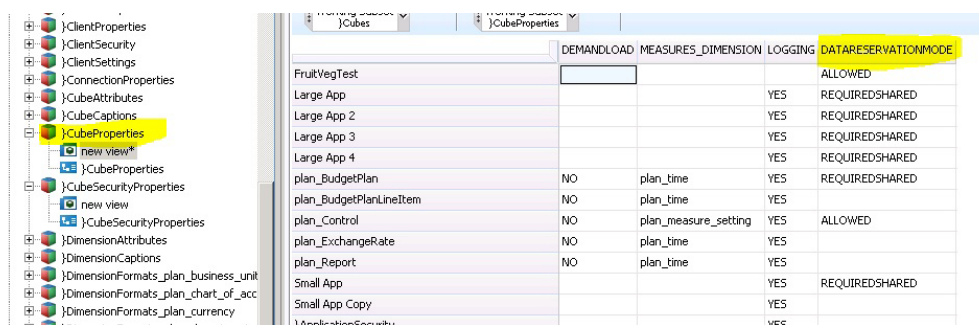 }ClientProperties
}ClientSecurity
}ClientSettings
}ConnectionProperties
}CubeAttributes
}CubeCaptions
}CubeProperties
new view*
}CubeProperties
}CubeSecurityProperties
new view
}CubeSecurityProperties
}DimensionAttributes
}DimensionCaptions
}DimensionFormats_plan_business_unit
}DimensionFormats_plan_chart_of_acc
}DimensionFormats_plan_currency
}Cubes }CubeProperties
DEMANDLOAD MEASURES_DIMENSION LOGGING DATARESERVATIONMODE
FruitVegTest ALLOWED
Large App YES REQUIREDSHARED
Large App 2 YES REQUIREDSHARED
Large App 3 YES REQUIREDSHARED
Large App 4 YES REQUIREDSHARED
plan_BudgetPlan NO plan_time YES REQUIREDSHARED
plan_BudgetPlanLineItem NO plan_time YES
plan_Control NO plan_measure_setting YES ALLOWED
plan_ExchangeRate NO plan_time YES
plan_Report NO plan_time YES
Small App YES REQUIREDSHARED
Small App Copy YES
}ApplicationSecurity YES